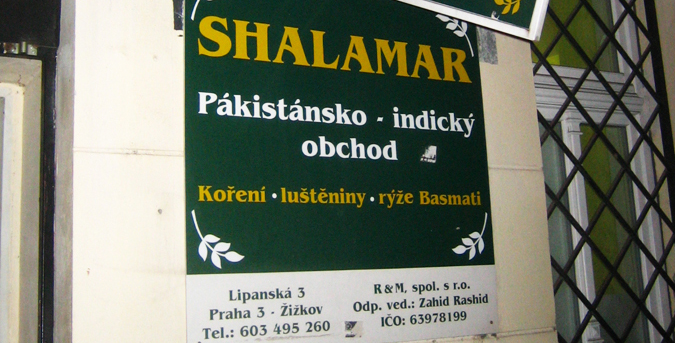 SHALAMAR
Pákistánsko - indický
obchod
Koření • luštěniny • rýže Basmati
Lipanská 3
Praha 3 - Žižkov
Tel.: 603 495 260
R & M, spol. s r.o.
Odp. ved.: Zahid Rashid
IČO: 63978199